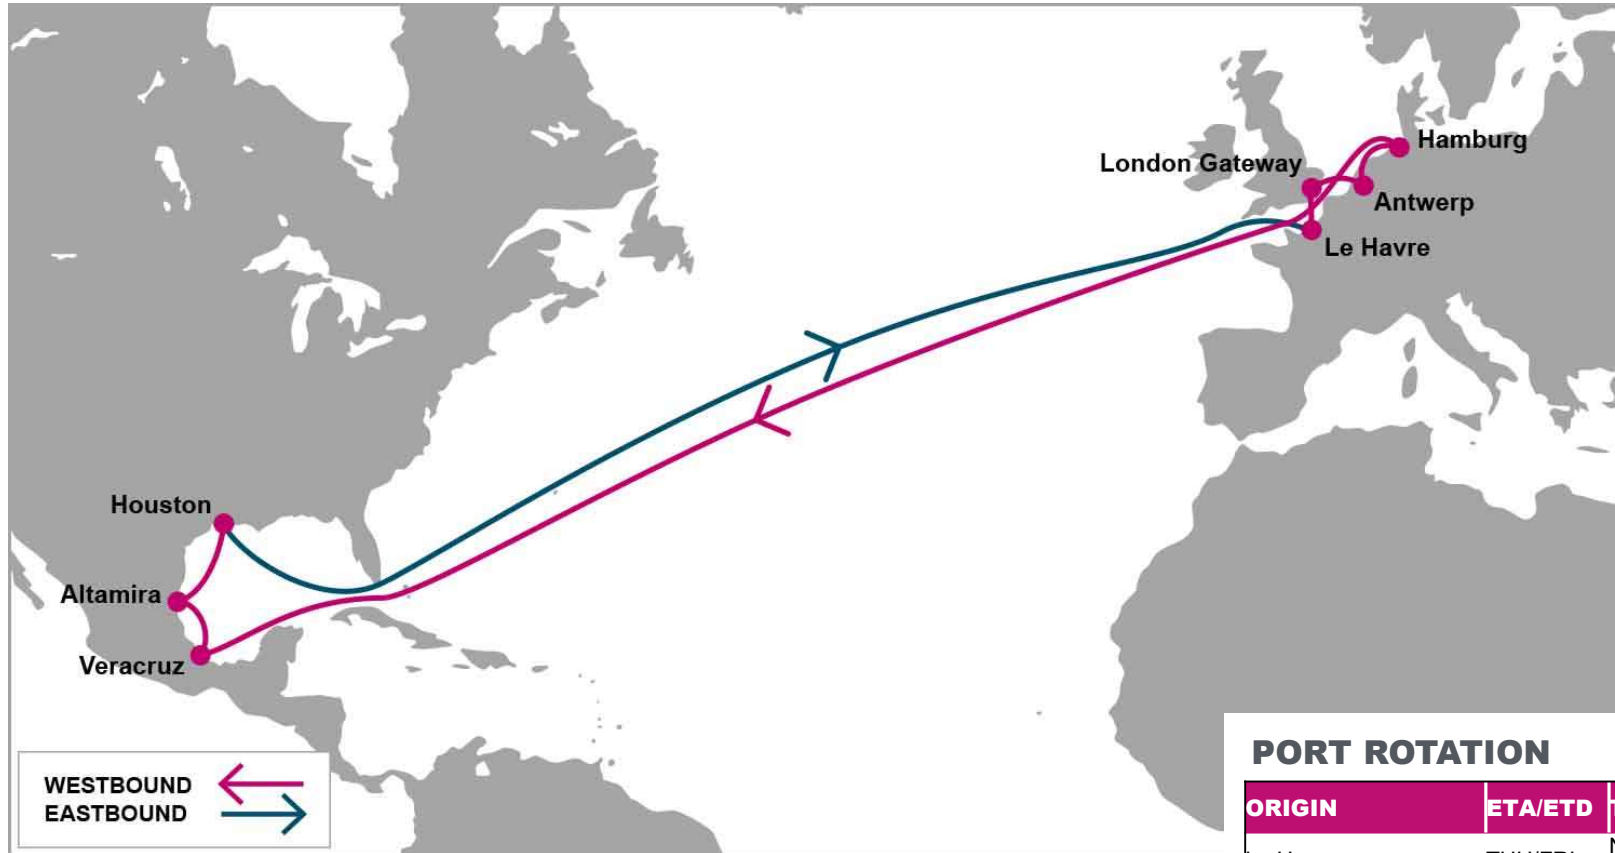 Hamburg
London Gateway
Antwerp
Le Havre
Houston
Altamira
Veracruz
WESTBOUND
EASTBOUND
PORT ROTATION
ORIGIN ETA/ETD